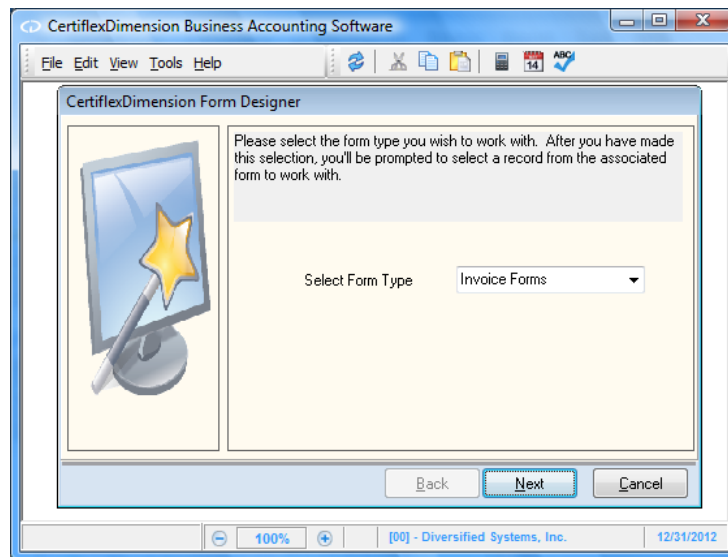 CertiflexDimension Business Accounting Software
File Edit View Tools Help
14
ABC
CertiflexDimension Form Designer
Please select the form type you wish to work with. After you have made
this selection, you'll be prompted to select a record from the associated
form to work with.
Select Form Type
Invoice Forms
Back Next Cancel
100% [00] - Diversified Systems, Inc. 12/31/2012